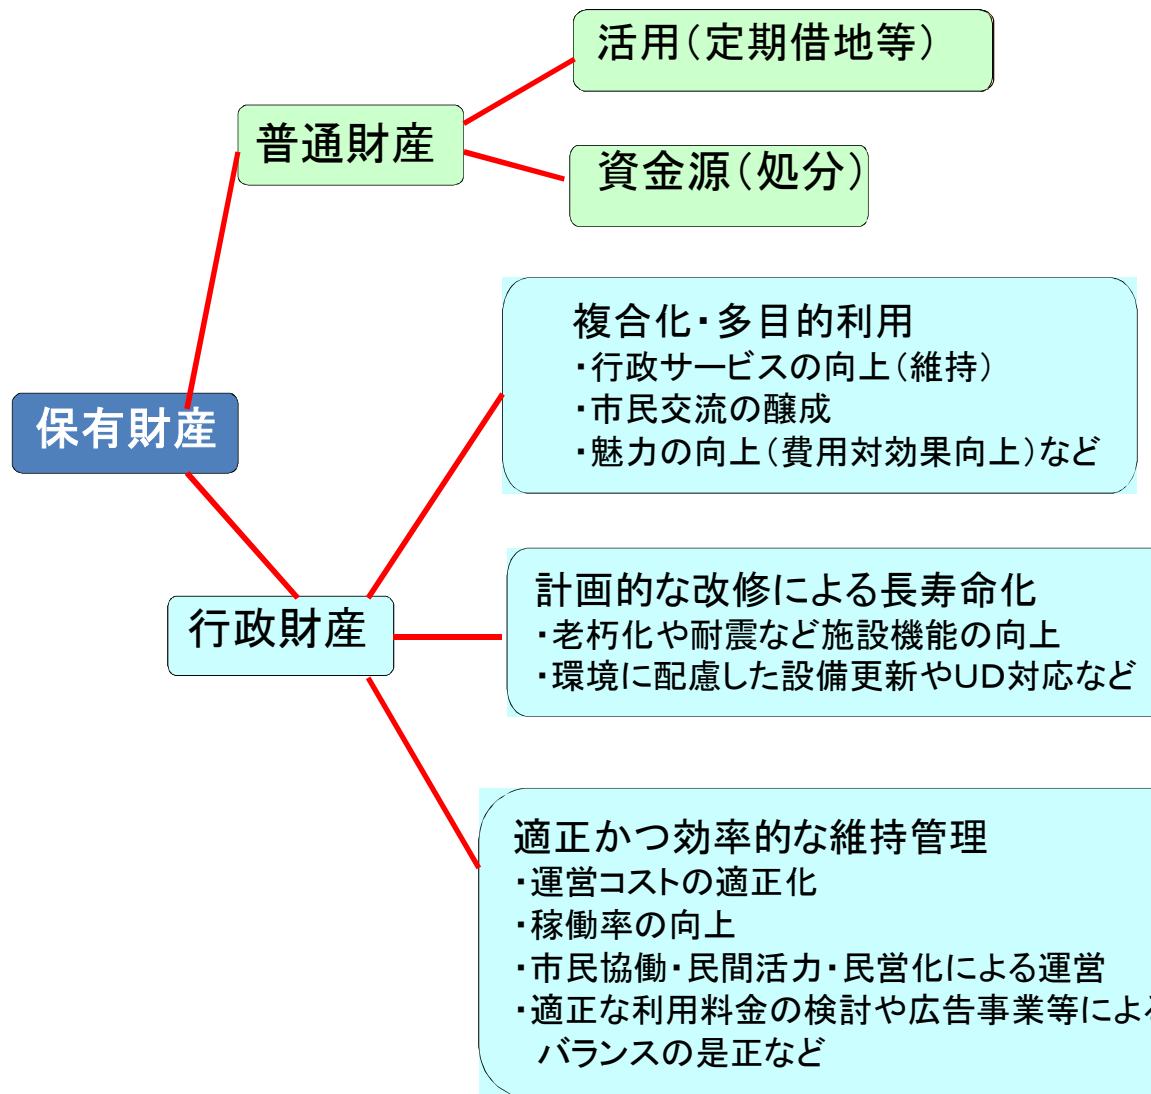 活用(定期借地等)
普通財産
資金源(処分)
保有財産
複合化・多目的利用
・行政サービスの向上(維持)
・市民交流の醸成
・魅力の向上(費用対効果向上)など
計画的な改修による長寿命化
・老朽化や耐震など施設機能の向上
・環境に配慮した設備更新やUD対応など
行政財産
適正かつ効率的な維持管理
・運営コストの適正化
・稼働率の向上
・市民協働・民間活力・民営化による運営
・適正な利用料金の検討や広告事業等による
バランスの是正など